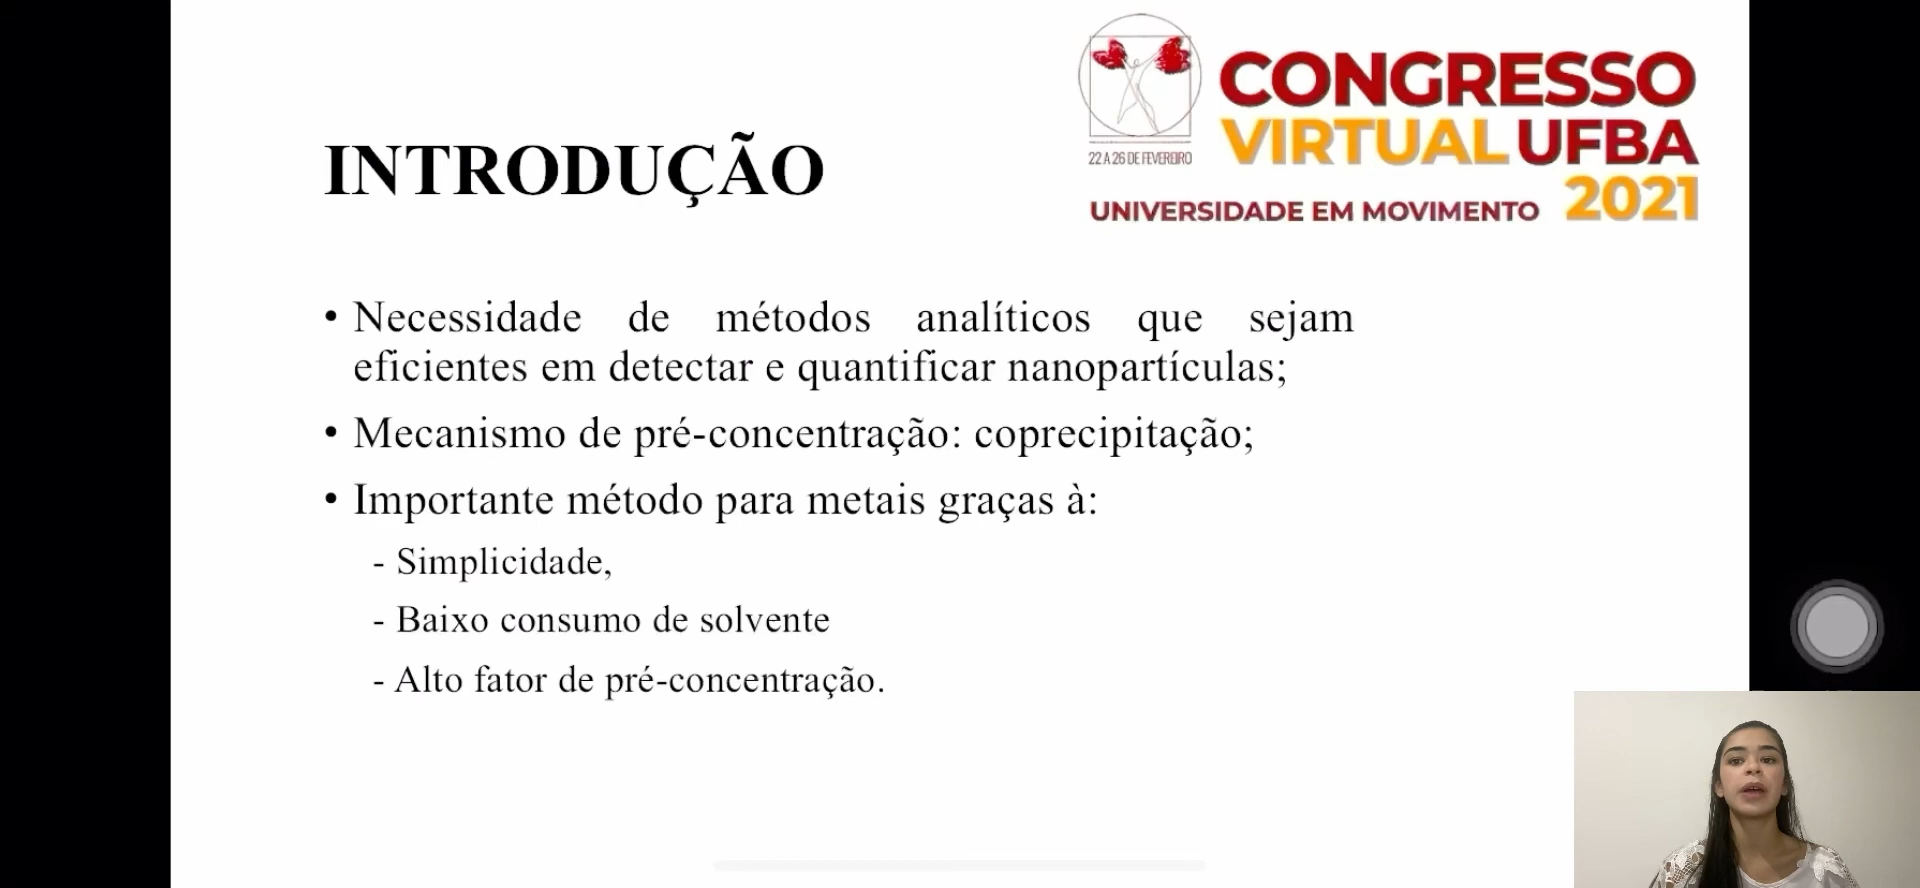 CONGRESSO
VIRTUAL UFBA
2021
22 A 26 DE FEVEREIRO
UNIVERSIDADE EM MOVIMENTO
INTRODUÇÃO
• Necessidade de métodos analíticos que sejam
eficientes em detectar e quantificar nanopartículas;
• Mecanismo de pré-concentração: coprecipitação;
• Importante método para metais graças à:
- Simplicidade,
- Baixo consumo de solvente
- Alto fator de pré-concentração.